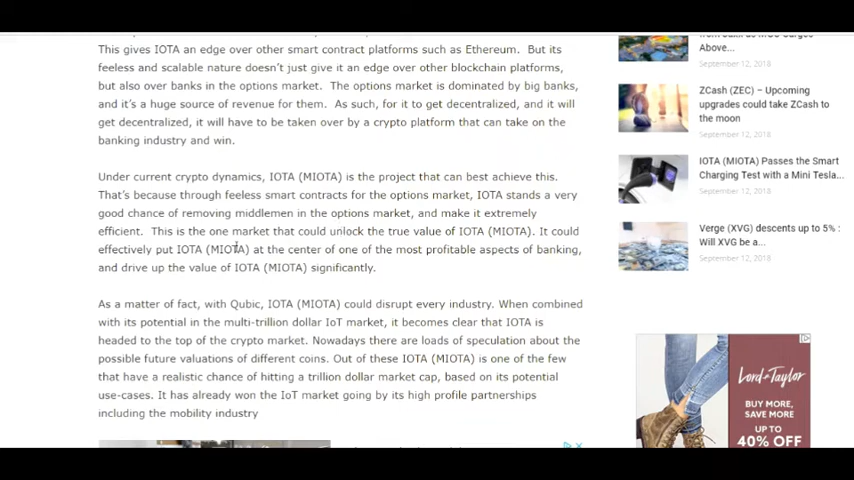 This gives IOTA an edge over other smart contract platforms such as Ethereum. But its
feeless and scalable nature doesn't just give it an edge over other blockchain platforms,
but also over banks in the options market. The options market is dominated by big banks,
and it's a huge source of revenue for them. As such, for it to get decentralized, and it will
get decentralized, it will have to be taken over by a crypto platform that can take on the
banking industry and win.
Under current crypto dynamics, IOTA (MIOTA) is the project that can best achieve this.
That's because through feeless smart contracts for the options market, IOTA stands a very
good chance of removing middlemen in the options market, and make it extremely
efficient. This is the one market that could unlock the true value of IOTA (MIOTA). It could
effectively put IOTA (MIOTA) at the center of one of the most profitable aspects of banking,
and drive up the value of IOTA (MIOTA) significantly.
As a matter of fact, with Qubic, IOTA (MIOTA) could disrupt every industry. When combined
with its potential in the multi-trillion dollar IoT market, it becomes clear that IOTA is
headed to the top of the crypto market. Nowadays there are loads of speculation about the
possible future valuations of different coins. Out of these IOTA (MIOTA) is one of the few
that have a realistic chance of hitting a trillion dollar market cap, based on its potential
use-cases. It has already won the IoT market going by its high profile partnerships
including the mobility industry
Above...
September 12, 2018
ZCash (ZEC) – Upcoming
upgrades could take ZCash to
the moon
September 12, 2018
IOTA (MIOTA) Passes the Smart
Charging Test with a Mini Tesla...
September 12, 2018
Verge (XVG) descends up to 5% :
Will XVG be a...
September 12, 2018
Lord & Taylor
BUY MORE,
SAVE MORE
UP TO
40% OFF